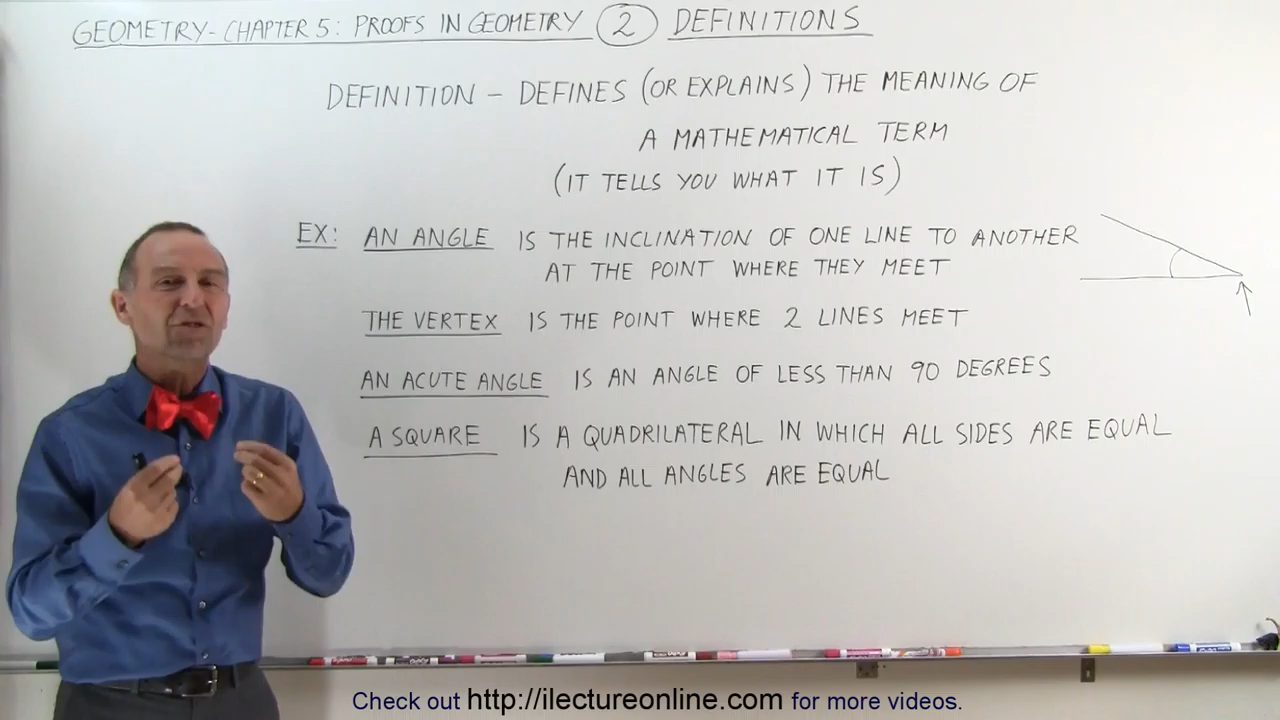 GEOMETRY - CHAPTER 5: PROOFS IN GEOMETRY 2 DEFINITIONS
DEFINITION - DEFINES (OR EXPLAINS) THE MEANING OF
A MATHEMATICAL TERM
(IT TELLS YOU WHAT IT IS)
EX: AN ANGLE IS THE INCLINATION OF ONE LINE TO ANOTHER
AT THE POINT WHERE THEY MEET
THE VERTEX IS THE POINT WHERE 2 LINES MEET
AN ACUTE ANGLE IS AN ANGLE OF LESS THAN 90 DEGREES
A SQUARE IS A QUADRILATERAL IN WHICH ALL SIDES ARE EQUAL
AND ALL ANGLES ARE EQUAL
Check out http://ilectureonline.com for more videos.